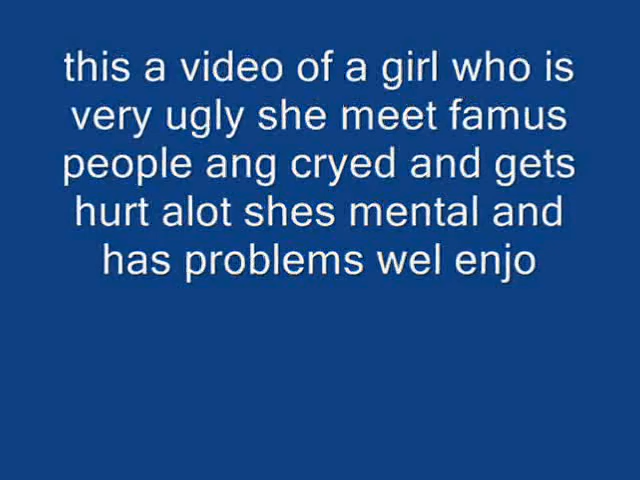 this a video of a girl who is
very ugly she meet famus
people ang cryed and gets
hurt alot shes mental and
has problems wel enjo